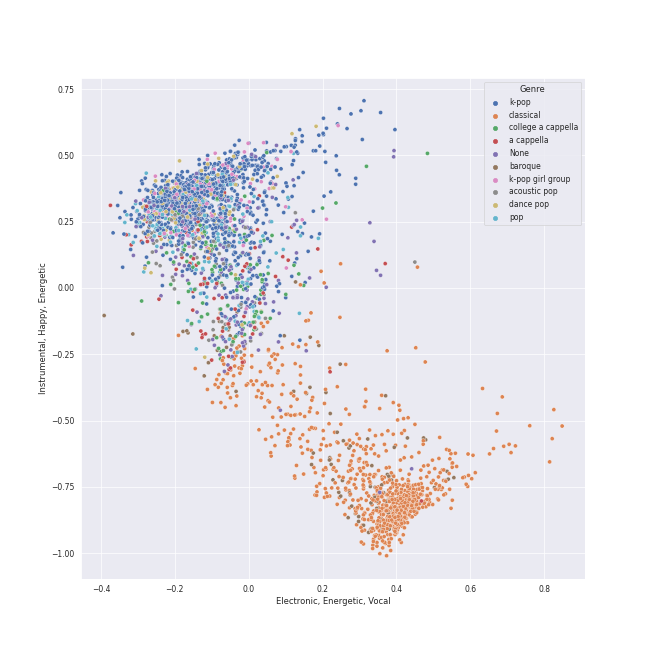 Genre
k-pop
classical
college a cappella
a cappella
None
baroque
k-pop girl group
acoustic pop
dance pop
pop
0.75
0.50
0.25
0.00
−0.25
−0.50
−0.75
−1.00
Instrumental, Happy, Energetic
−0.4 −0.2 0.0 0.2 0.4 0.6 0.8
Electronic, Energetic, Vocal